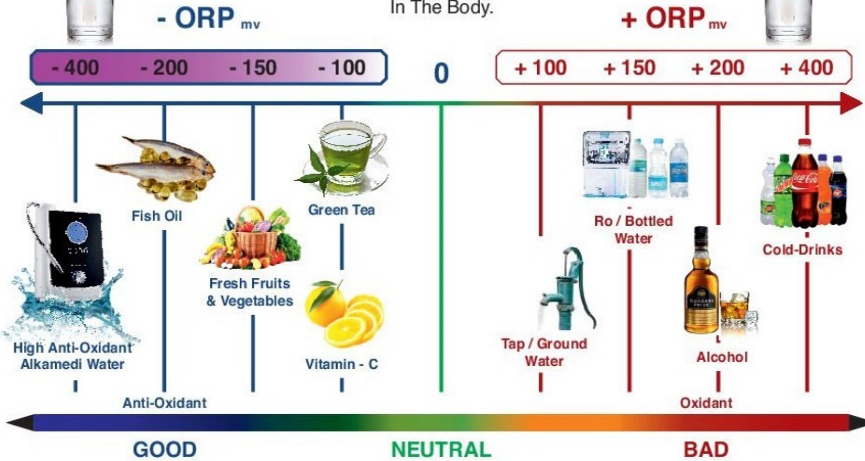 In The Body.
- ORP mv
+ ORP mv
- 400 - 200 - 150 - 100 0 + 100 + 150 + 200 + 400
Fish Oil
Green Tea
Ro / Bottled
Water
Coca-Cola
Cold-Drinks
Fresh Fruits
& Vegetables
High Anti-Oxidant
Alkamedi Water
Vitamin - C
Tap / Ground
Water
Alcohol
Anti-Oxidant
Oxidant
GOOD
NEUTRAL
BAD